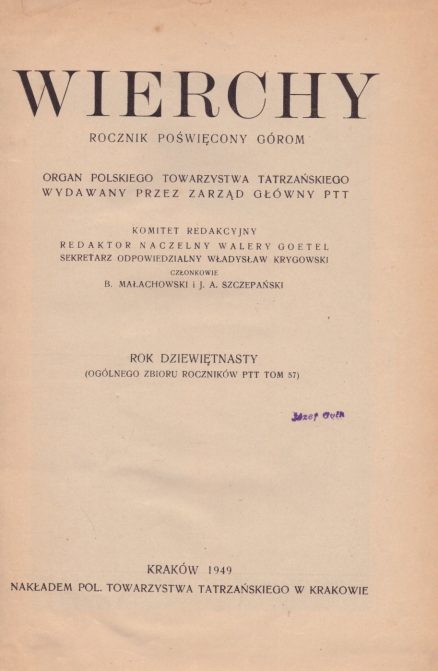 WIERCHY
ROCZNIK POŚWIĘCONY GÓROM
ORGAN POLSKIEGO TOWARZYSTWA TATRZAŃSKIEGO
WYDAWANY PRZEZ ZARZĄD GŁÓWNY PTT
KOMITET REDAKCYJNY
REDAKTOR NACZELNY WALERY GOETEL
SEKRETARZ ODPOWIEDZIALNY WŁADYSŁAW KRYGOWSKI
CZŁONKOWIE
B. MAŁACHOWSKI i J. A. SZCZEPAŃSKI
ROK DZIEWIĘTNASTY
(OGÓLNEGO ZBIORU ROCZNIKÓW PTT TOM 57)
Józef
KRAKÓW 1949
NAKŁADEM POL. TOWARZYSTWA TATRZAŃSKIEGO W KRAKOWIE